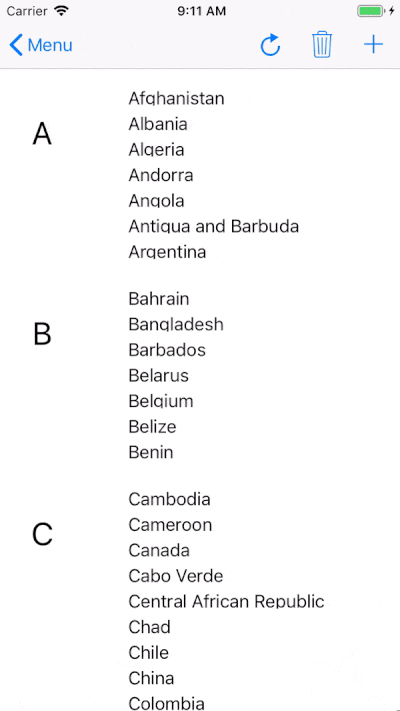 Carrier 9:11 AM
Menu
A
Afghanistan
Albania
Algeria
Andorra
Angola
Antigua and Barbuda
Argentina
B
Bahrain
Bangladesh
Barbados
Belarus
Belgium
Belize
Benin
C
Cambodia
Cameroon
Canada
Cabo Verde
Central African Republic
Chad
Chile
China
Colombia